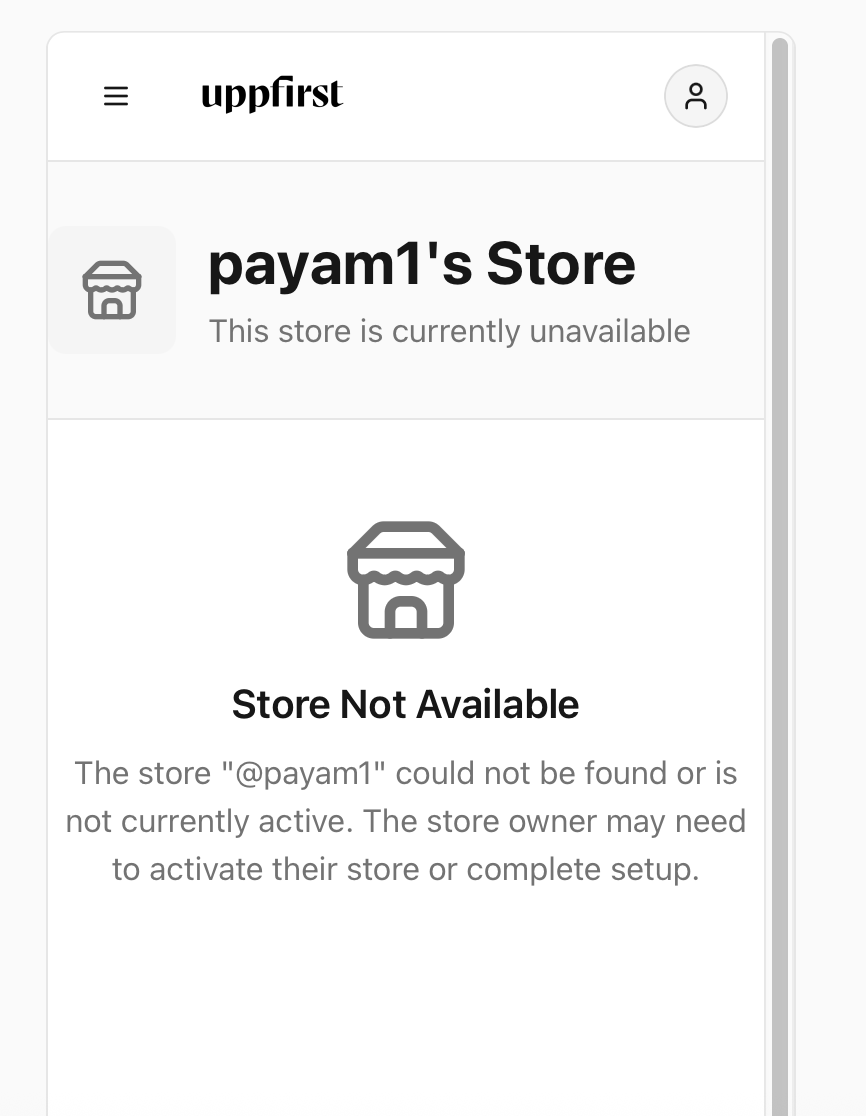 uppfirst
payam1's Store
This store is currently unavailable
Store Not Available
The store "@payam1" could not be found or is
not currently active. The store owner may need
to activate their store or complete setup.